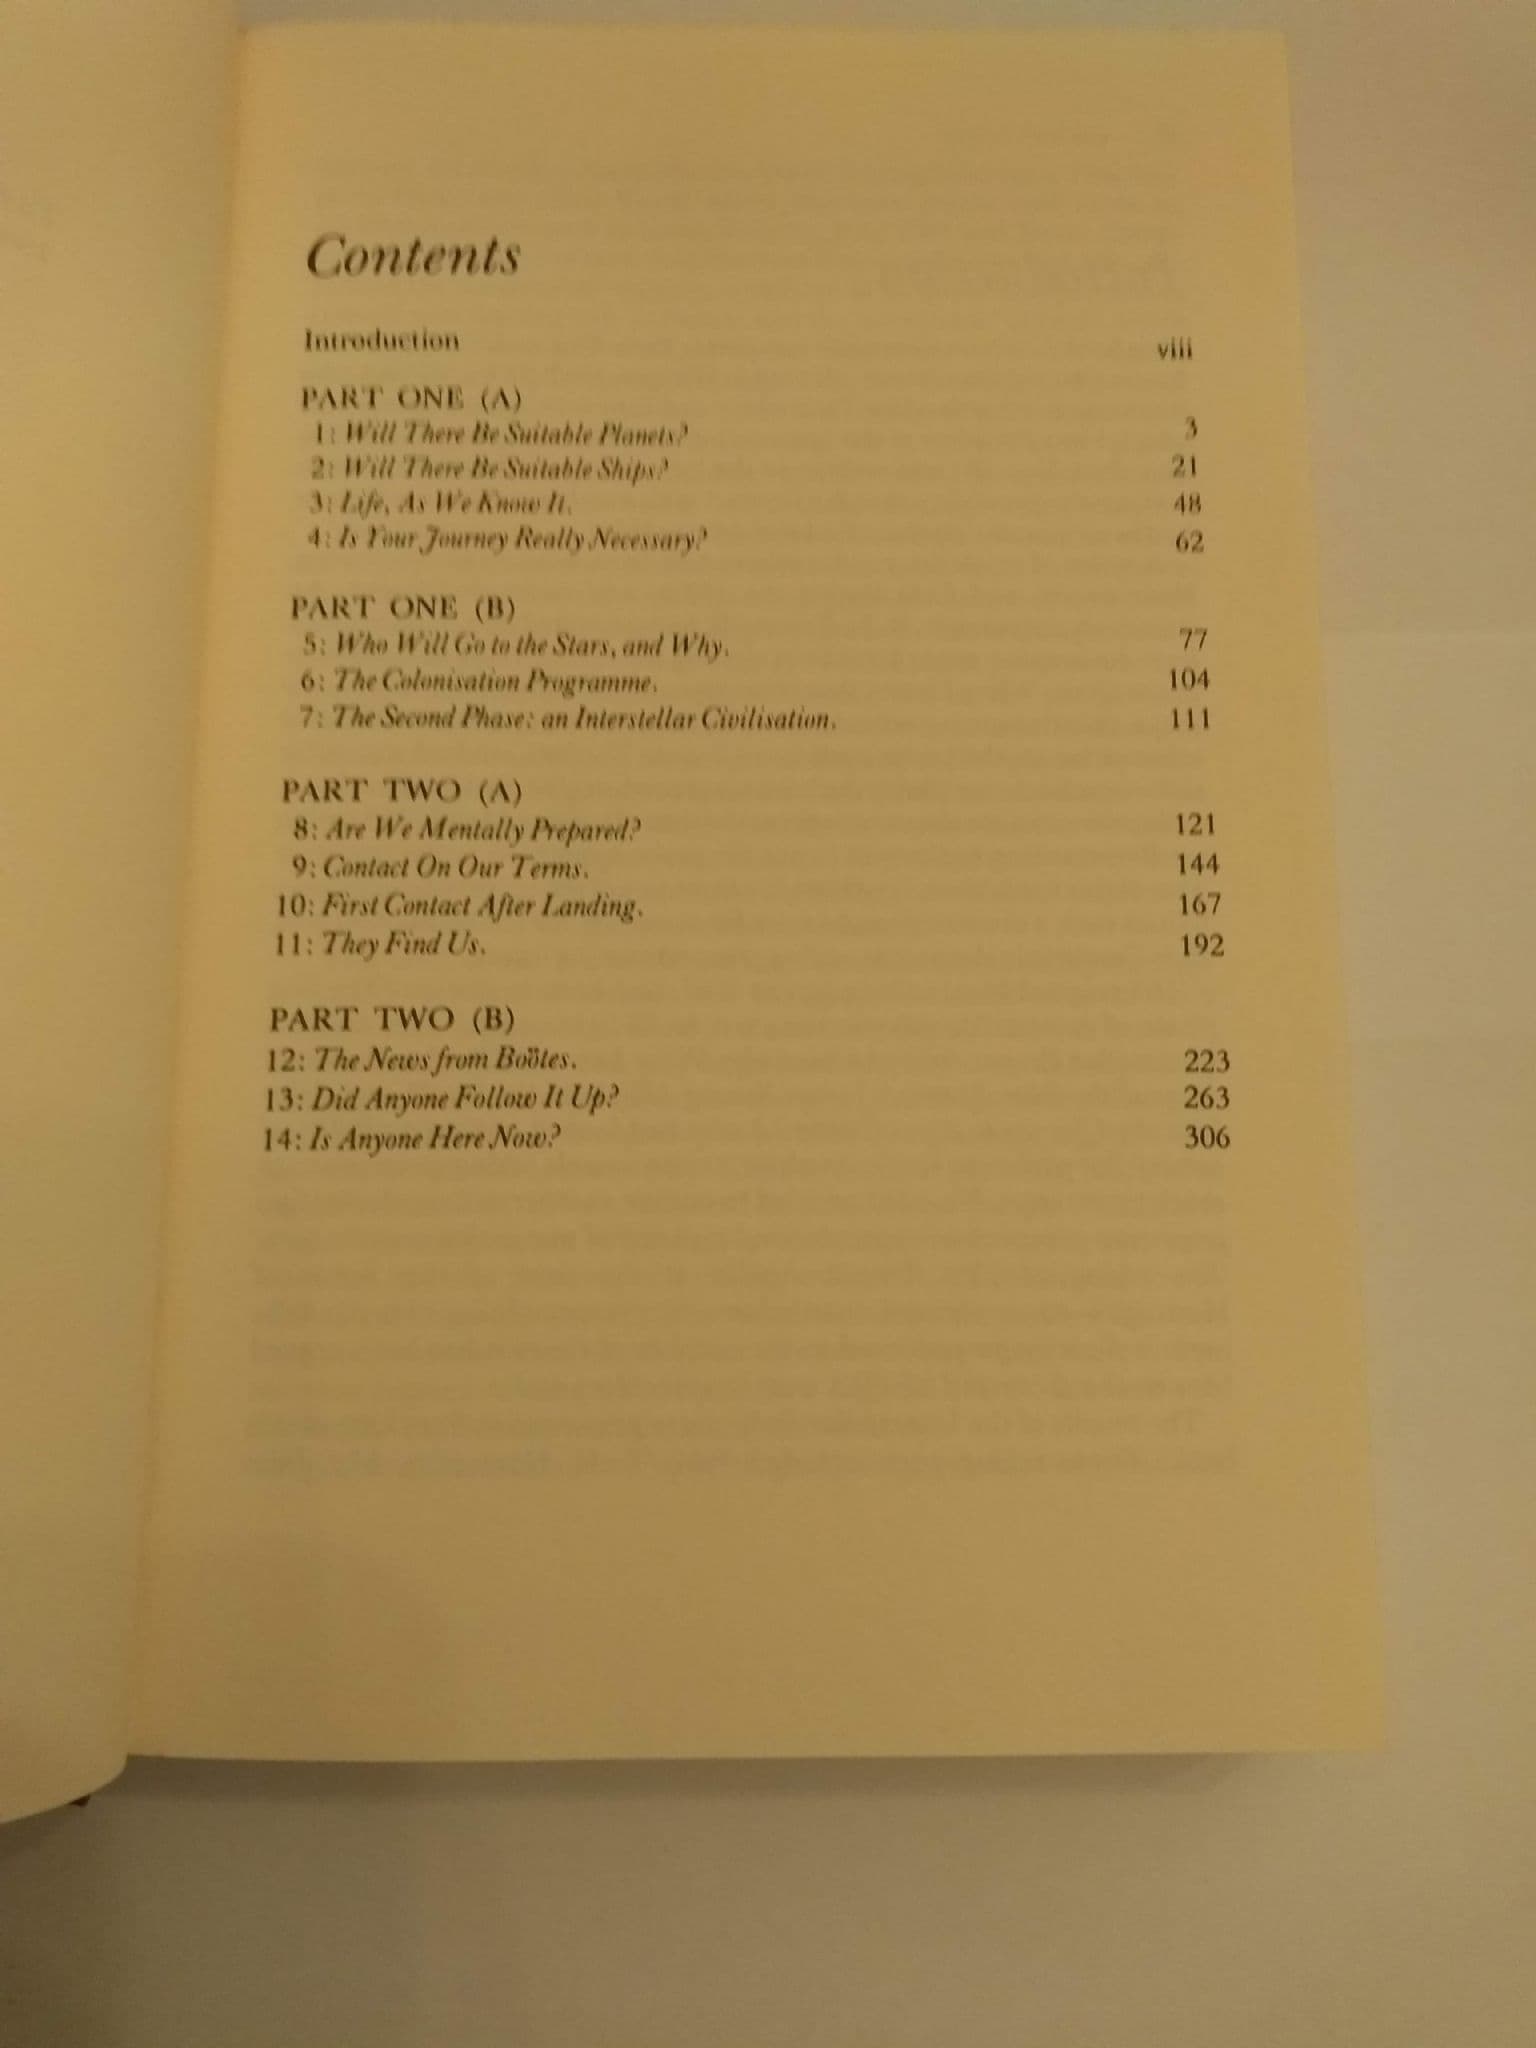 Contents
Introduction viii
PART ONE (A)
1: Will There Be Suitable Planets? 3
2: Will There Be Suitable Ships? 21
3: Life, As We Know It. 48
4: Is Your Journey Really Necessary? 62
PART ONE (B)
5: Who Will Go to the Stars, and Why. 77
6: The Colonisation Programme. 104
7: The Second Phase: an Interstellar Civilisation. 111
PART TWO (A)
8: Are We Mentally Prepared? 121
9: Contact On Our Terms. 144
10: First Contact After Landing. 167
11: They Find Us. 192
PART TWO (B)
12: The News from Boötes. 223
13: Did Anyone Follow It Up? 263
14: Is Anyone Here Now? 306